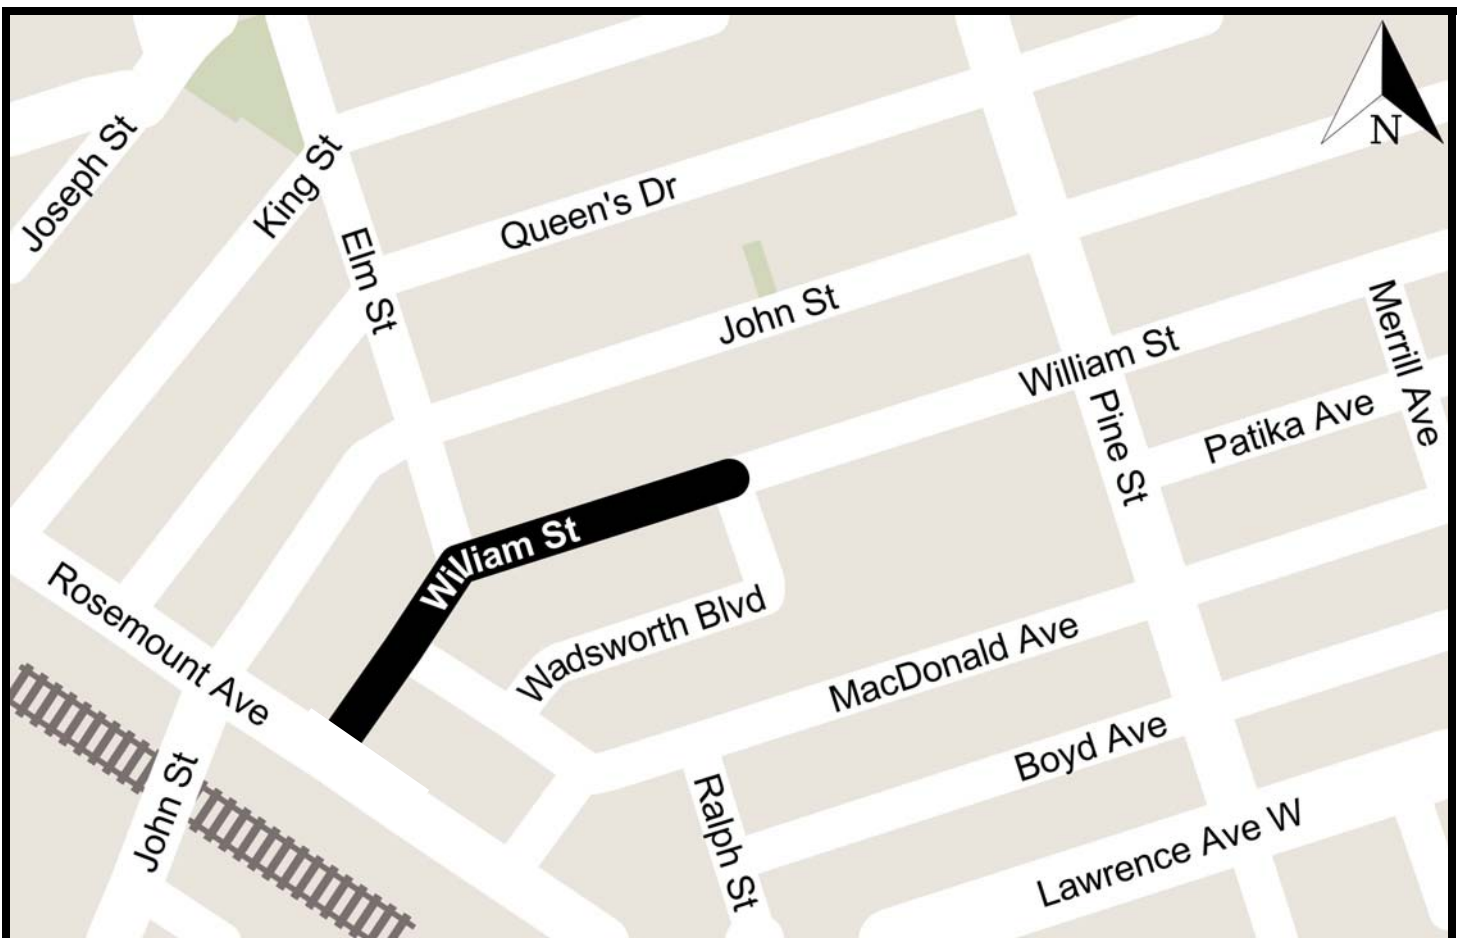 N
Joseph St
King St
Elm St
Queen's Dr
John St
William St
Merrill Ave
Pine St
Patika Ave
William St
Rosemount Ave
Wadsworth Blvd
MacDonald Ave
Boyd Ave
John St
Ralph St
Lawrence Ave W